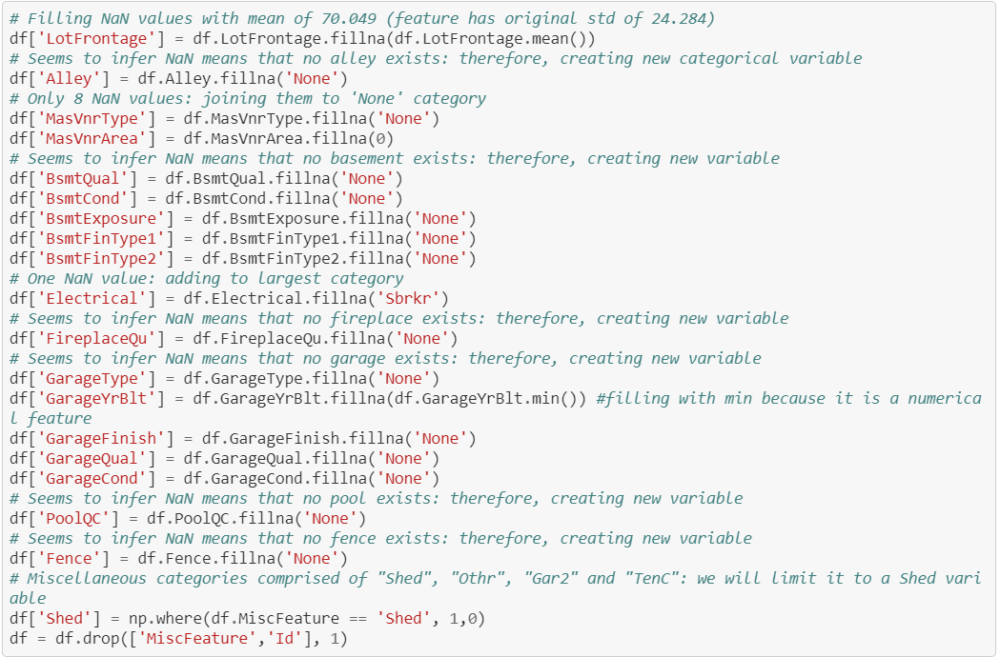 # Filling NaN values with mean of 70.049 (feature has original std of 24.284)
df['LotFrontage'] = df.LotFrontage.fillna(df.LotFrontage.mean())
# Seems to infer NaN means that no alley exists: therefore, creating new categorical variable
df['Alley'] = df.Alley.fillna('None')
# Only 8 NaN values: joining them to 'None' category
df['MasVnrType'] = df.MasVnrType.fillna('None')
df['MasVnrArea'] = df.MasVnrArea.fillna(0)
# Seems to infer NaN means that no basement exists: therefore, creating new variable
df['BsmtQual'] = df.BsmtQual.fillna('None')
df['BsmtCond'] = df.BsmtCond.fillna('None')
df['BsmtExposure'] = df.BsmtExposure.fillna('None')
df['BsmtFinType1'] = df.BsmtFinType1.fillna('None')
df['BsmtFinType2'] = df.BsmtFinType2.fillna('None')
# One NaN value: adding to largest category
df['Electrical'] = df.Electrical.fillna('Sbrkr')
# Seems to infer NaN means that no fireplace exists: therefore, creating new variable
df['FireplaceQu'] = df.FireplaceQu.fillna('None')
# Seems to infer NaN means that no garage exists: therefore, creating new variable
df['GarageType'] = df.GarageType.fillna('None')
df['GarageYrBlt'] = df.GarageYrBlt.fillna(df.GarageYrBlt.min()) #filling with min because it is a numerica
l feature
df['GarageFinish'] = df.GarageFinish.fillna('None')
df['GarageQual'] = df.GarageQual.fillna('None')
df['GarageCond'] = df.GarageCond.fillna('None')
# Seems to infer NaN means that no pool exists: therefore, creating new variable
df['PoolQC'] = df.PoolQC.fillna('None')
# Seems to infer NaN means that no fence exists: therefore, creating new variable
df['Fence'] = df.Fence.fillna('None')
# Miscellaneous categories comprised of "Shed", "Othr", "Gar2" and "TenC": we will limit it to a Shed vari
able
df['Shed'] = np.where(df.MiscFeature == 'Shed', 1,0)
df = df.drop(['MiscFeature','Id'], 1)